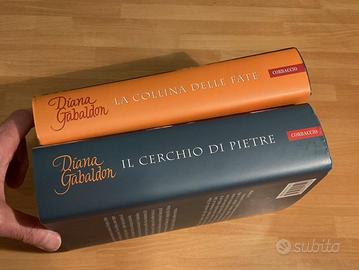 Diana
Gabaldon
LA COLLINA DELLE FATE
CORBACCIO
Diana
Gabaldon
IL CERCHIO DI PIETRE
CORBACCIO
subito